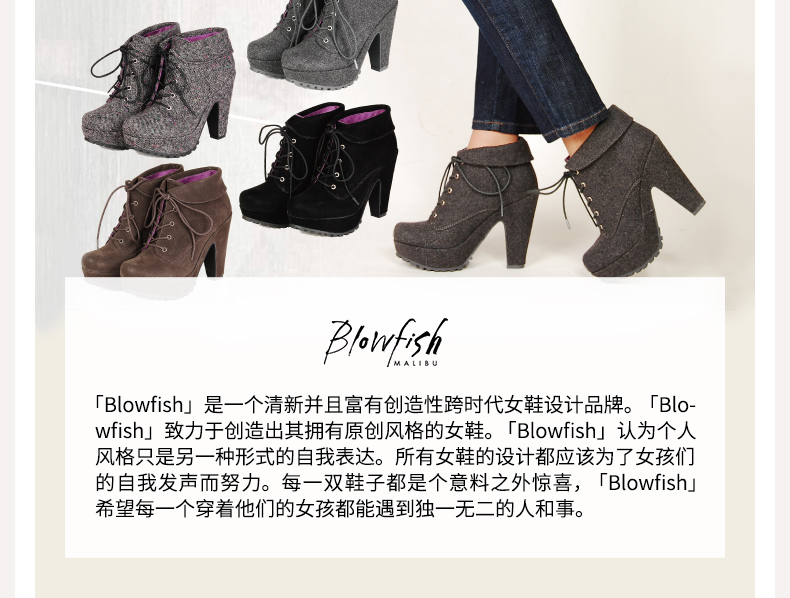 Blowfish
MALIBU
「Blowfish」是一个清新并且富有创造性跨时代女鞋设计品牌。「Blo-
wfish」致力于创造出其拥有原创风格的女鞋。「Blowfish」认为个人
风格只是另一种形式的自我表达。所有女鞋的设计都应该为了女孩们
的自我发声而努力。每一双鞋子都是个意料之外惊喜，「Blowfish」
希望每一个穿着他们的女孩都能遇到独一无二的人和事。